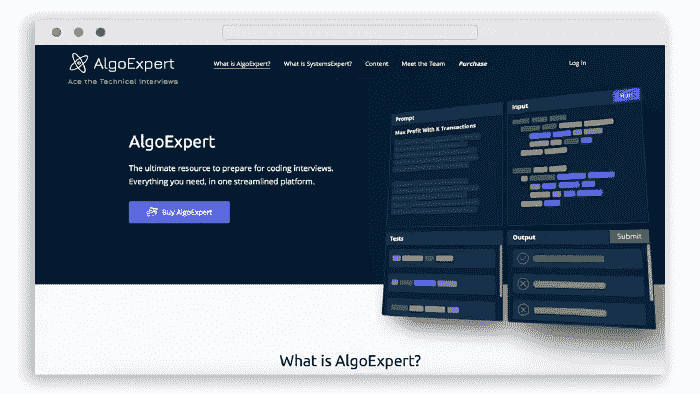 AlgoExpert
Ace the Technical Interviews
What is AlgoExpert?
What is SystemsExpert?
Content
Meet the Team
Purchase
Log In
AlgoExpert
The ultimate resource to prepare for coding interviews.
Everything you need, in one streamlined platform.
Buy AlgoExpert
Prompt
Max Profit With K Transactions
Input
Run
Tests
Output
Submit
What is AlgoExpert?